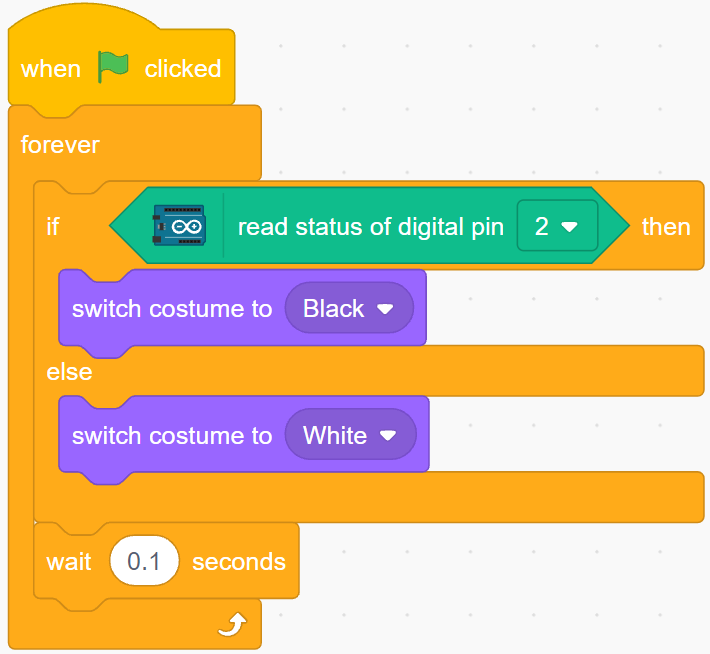 when clicked
forever
if read status of digital pin 2 then
switch costume to Black
else
switch costume to White
wait 0.1 seconds